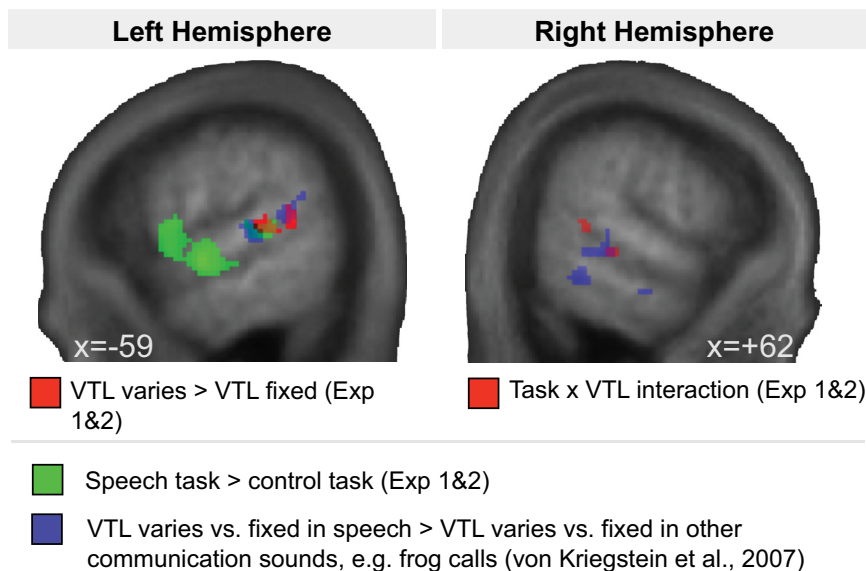 Left Hemisphere
Right Hemisphere
x=-59
x=+62
VTL varies > VTL fixed (Exp
1&2)
Task x VTL interaction (Exp 1&2)
Speech task > control task (Exp 1&2)
VTL varies vs. fixed in speech > VTL varies vs. fixed in other
communication sounds, e.g. frog calls (von Kriegstein et al., 2007)